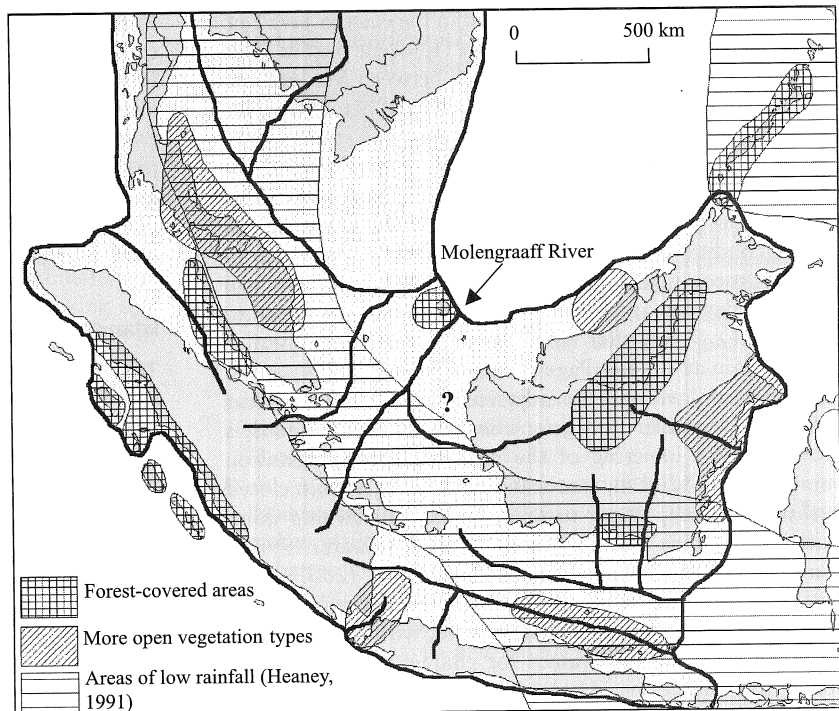 0
500 km
Molengraaff River
?
Forest-covered areas
More open vegetation types
Areas of low rainfall (Heaney,
1991)